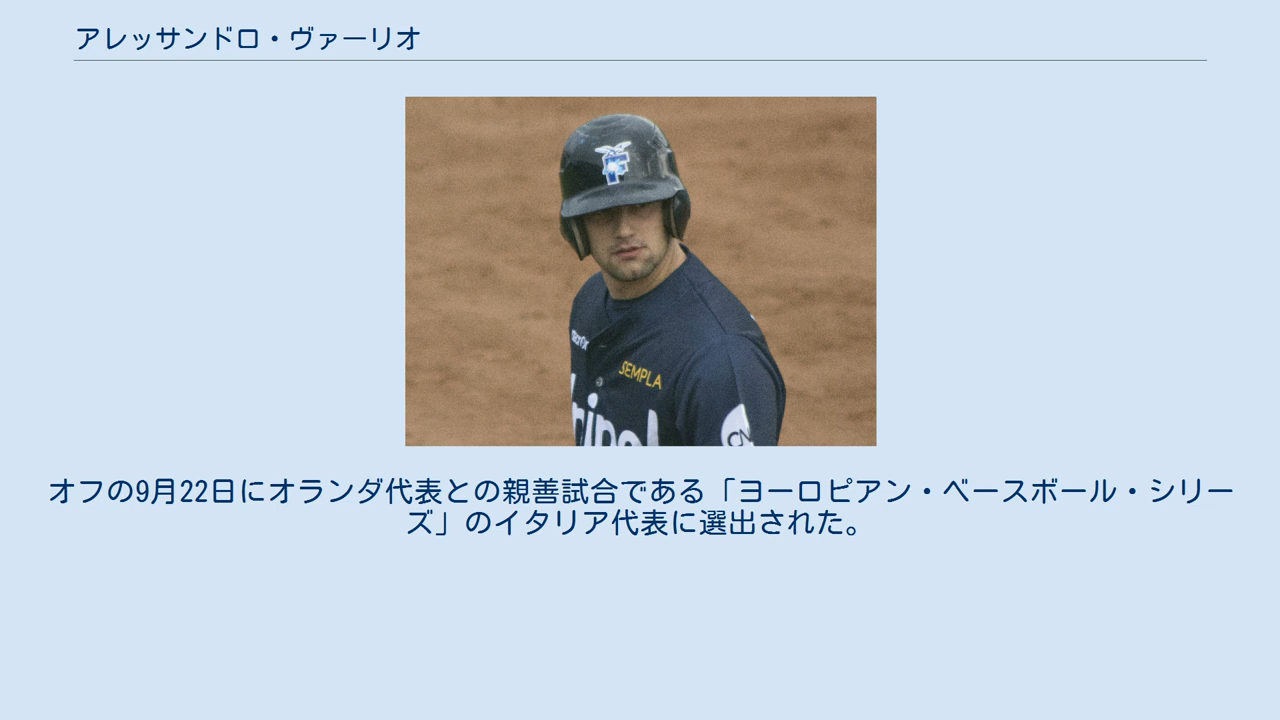 アレッサンドロ・ヴァーリオ
F
SEMPLA
オフの9月22日にオランダ代表との親善試合である「ヨーロピアン・ベースボール・シリー
ズ」のイタリア代表に選出された。